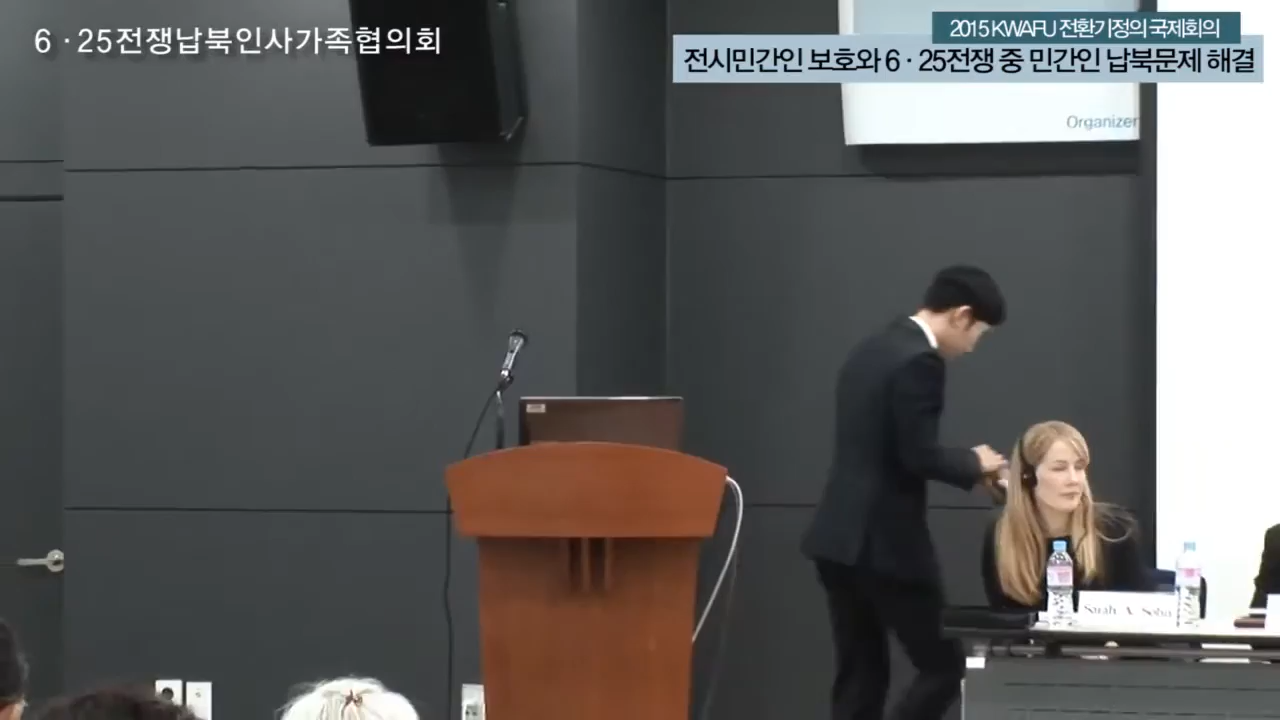 6·25전쟁납북인사가족협의회
2015 KWAFU 전환기정의 국제회의
전시민간인 보호와 6·25전쟁 중 민간인 납북문제 해결
Organizer
A.